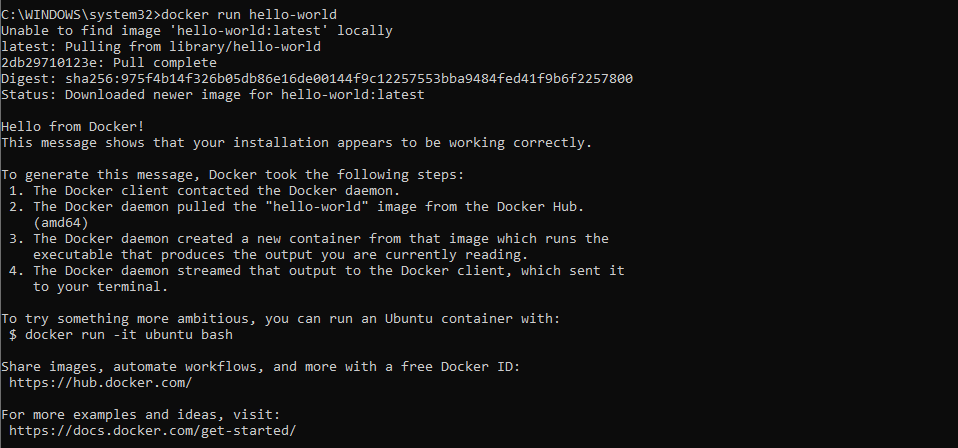 C:\WINDOWS\system32>docker run hello-world
Unable to find image 'hello-world:latest' locally
latest: Pulling from library/hello-world
2db29710123e: Pull complete
Digest: sha256:975f4b14f326b05db86e16de00144f9c12257553bba9484fed41f9b6f2257800
Status: Downloaded newer image for hello-world:latest

Hello from Docker!
This message shows that your installation appears to be working correctly.

To generate this message, Docker took the following steps:
 1. The Docker client contacted the Docker daemon.
 2. The Docker daemon pulled the "hello-world" image from the Docker Hub.
    (amd64)
 3. The Docker daemon created a new container from that image which runs the
    executable that produces the output you are currently reading.
 4. The Docker daemon streamed that output to the Docker client, which sent it
    to your terminal.

To try something more ambitious, you can run an Ubuntu container with:
 $ docker run -it ubuntu bash

Share images, automate workflows, and more with a free Docker ID:
 https://hub.docker.com/

For more examples and ideas, visit:
 https://docs.docker.com/get-started/